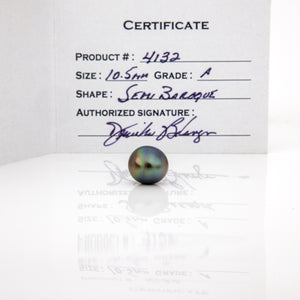 CERTIFICATE
PRODUCT #: 4132
SIZE: 10.5mm GRADE: A
SHAPE: SEMI BAROQUE
AUTHORIZED SIGNATURE: